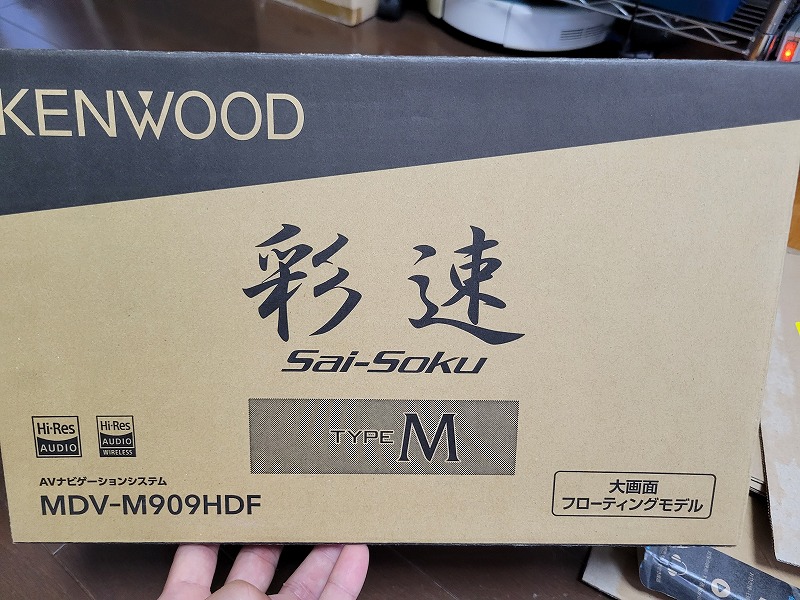 KENWOOD
彩速
Sai-Soku
TYPE M
Hi-Res
AUDIO
Hi-Res
AUDIO
WIRELESS
AVナビゲーションシステム
MDV-M909HDF
大画面
フローティングモデル